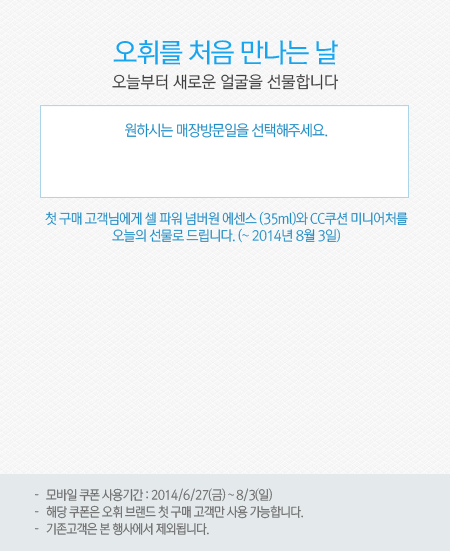 오휘를 처음 만나는 날
오늘부터 새로운 얼굴을 선물합니다
원하시는 매장방문일을 선택해주세요.
첫 구매 고객님에게 셀 파워 넘버원 에센스 (35ml)와 CC쿠션 미니어처를
오늘의 선물로 드립니다. (~ 2014년 8월 3일)
- 모바일 쿠폰 사용기간 : 2014/6/27(금) ~ 8/3(일)
- 해당 쿠폰은 오휘 브랜드 첫 구매 고객만 사용 가능합니다.
- 기존고객은 본 행사에서 제외됩니다.